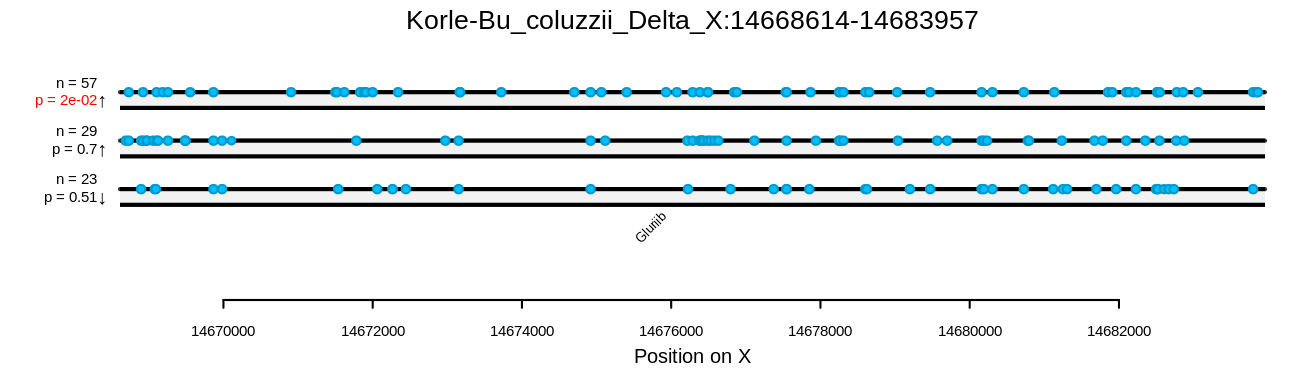 Korle-Bu_coluzzii_Delta_X:14668614-14683957
n = 57
p = 2e-02↑
n = 29
p = 0.7↑
n = 23
p = 0.51↓
GluRIIb
14670000 14672000 14674000 14676000 14678000 14680000 14682000
Position on X